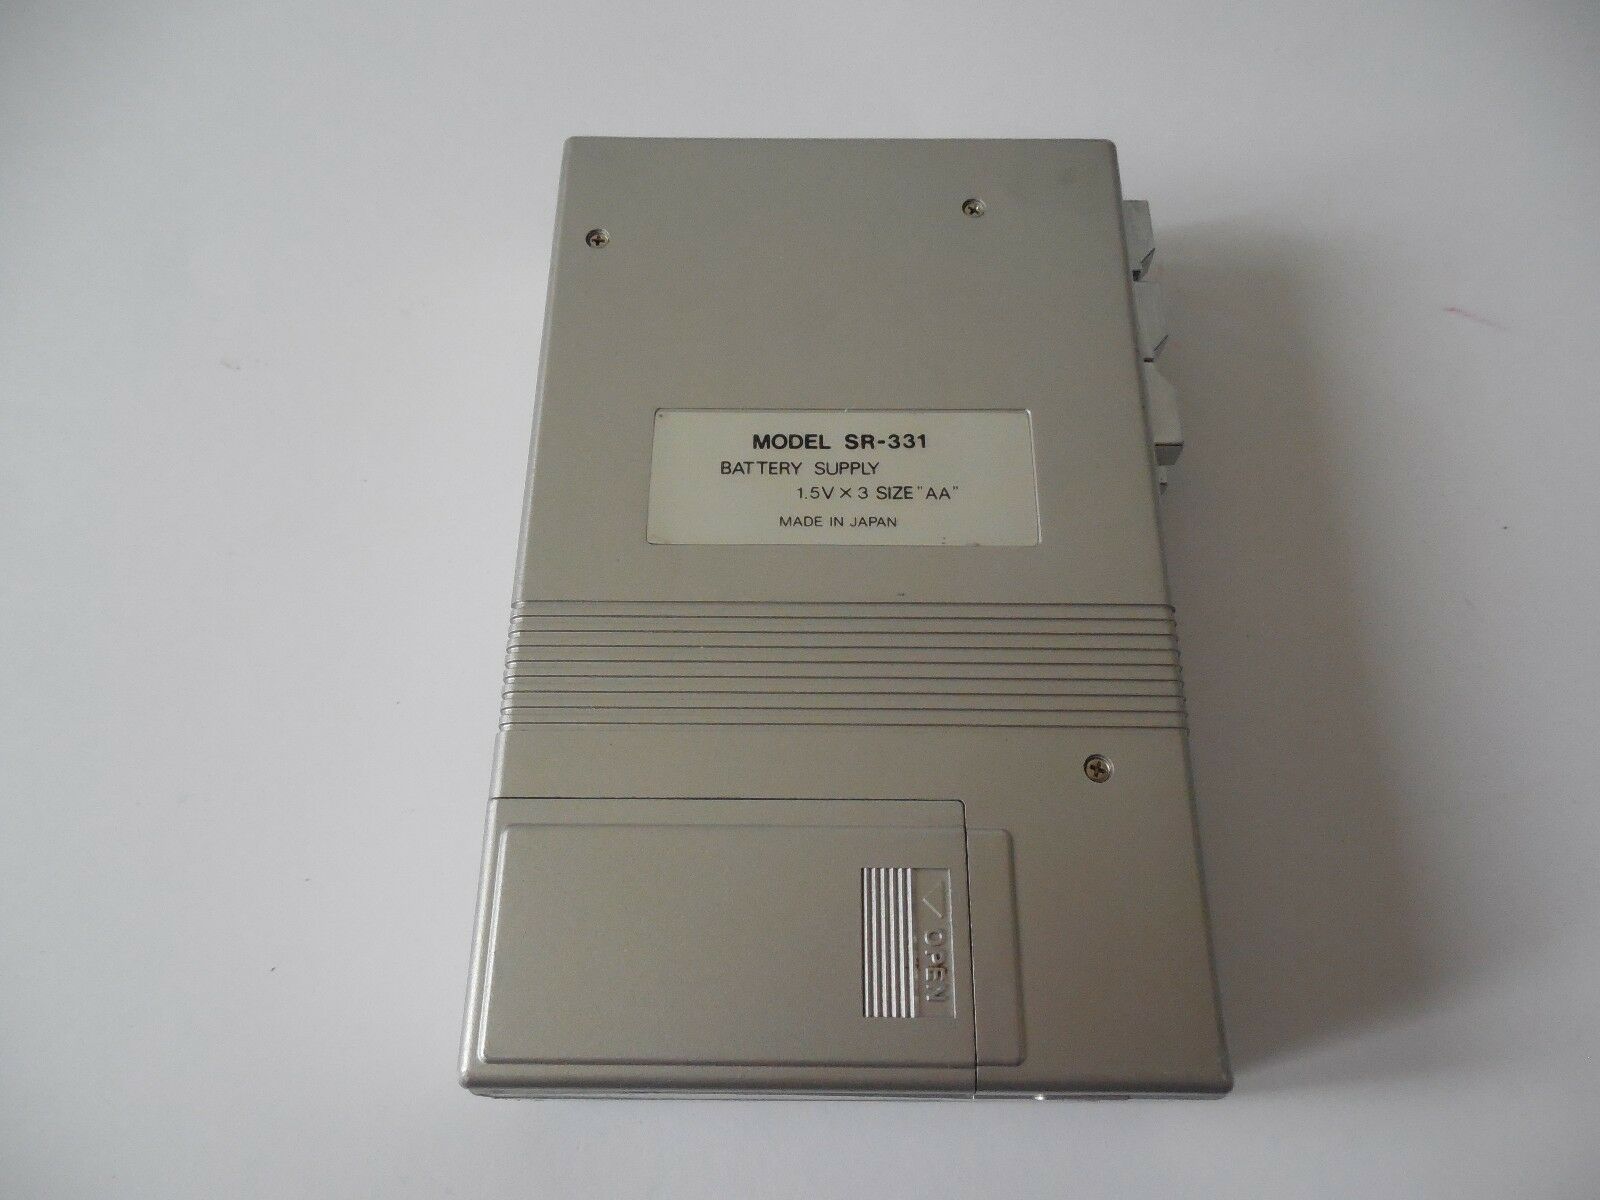 MODEL SR-331
BATTERY SUPPLY
1.5V × 3 SIZE "AA"
MADE IN JAPAN
OPEN